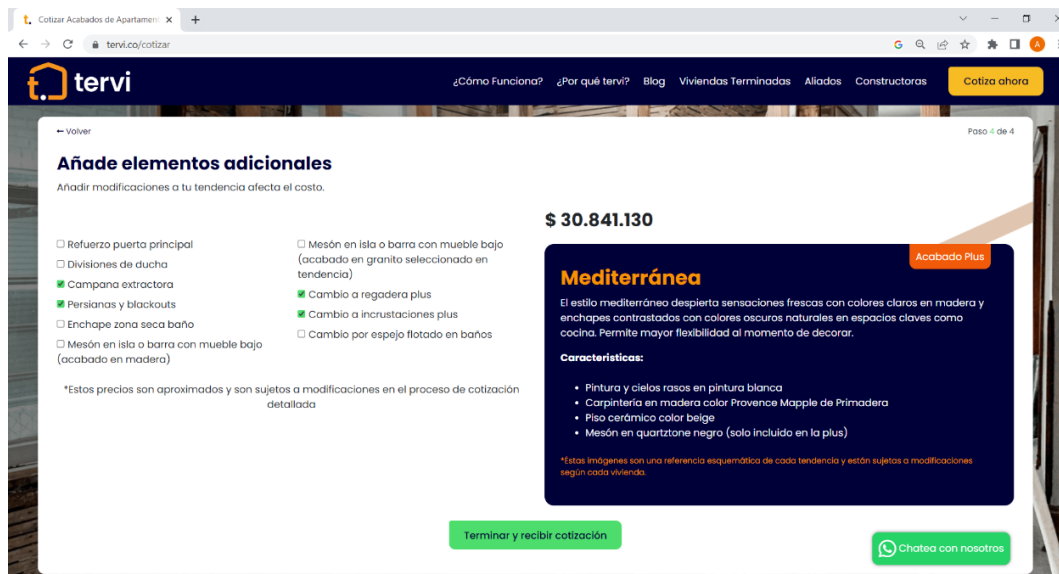 t. Cotizar Acabados de Apartament
tervi.co/cotizar
tervi
¿Cómo Funciona? ¿Por qué tervi? Blog Viviendas Terminadas Aliados Constructoras Cotiza ahora
← Volver
Paso 4 de 4
Añade elementos adicionales
Añadir modificaciones a tu tendencia afecta el costo.
Refuerzo puerta principal
Divisiones de ducha
Campana extractora
Persianas y blackouts
Enchape zona seca baño
Mesón en isla o barra con mueble bajo
(acabado en madera)
Mesón en isla o barra con mueble bajo
(acabado en granito seleccionado en
tendencia)
Cambio a regadera plus
Cambio a incrustaciones plus
Cambio por espejo flotado en baños
*Estos precios son aproximados y son sujetos a modificaciones en el proceso de cotización
detallada
$ 30.841.130
Acabado Plus
Mediterránea
El estilo mediterráneo despierta sensaciones frescas con colores claros en madera y
enchapes contrastados con colores oscuros naturales en espacios claves como
cocina. Permite mayor flexibilidad al momento de decorar.
Caracteristicas:
• Pintura y cielos rasos en pintura blanca
• Carpintería en madera color Provence Mapple de Primadera
• Piso cerámico color beige
• Mesón en quartztone negro (solo incluido en la plus)
*Éstas imágenes son una referencia esquemática de cada tendencia y están sujetas a modificaciones
según cada vivienda.
Terminar y recibir cotización
Chatea con nosotros